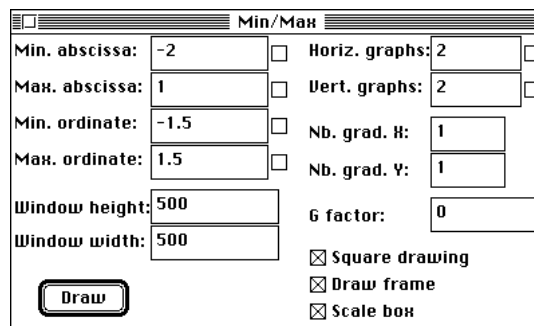 Min/Max
Min. abscissa: -2
Max. abscissa: 1
Min. ordinate: -1.5
Max. ordinate: 1.5
Window height: 500
Window width: 500
Draw
Horiz. graphs: 2
Vert. graphs: 2
Nb. grad. X: 1
Nb. grad. Y: 1
G factor: 0
Square drawing
Draw frame
Scale box